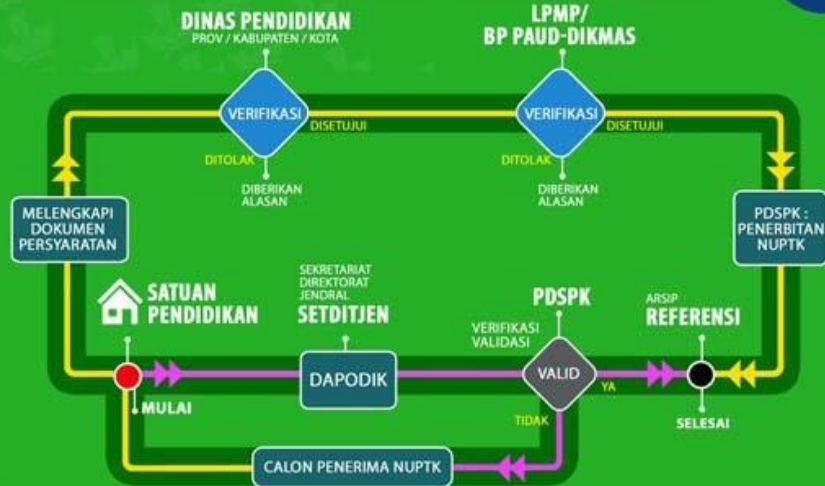 DINAS PENDIDIKAN
PROV / KABUPATEN / KOTA
LPMP/
BP PAUD-DIKMAS
VERIFIKASI
DISETUJUI
DITOLAK
DIBERIKAN
ALASAN
VERIFIKASI
DISETUJUI
DITOLAK
DIBERIKAN
ALASAN
MELENGKAPI
DOKUMEN
PERSYARATAN
PDSPK :
PENERBITAN
NUPTK
SATUAN
PENDIDIKAN
SEKRETARIAT
DIREKTORAT
JENDRAL
SETDITJEN
PDSPK
VERIFIKASI
VALIDASI
ARSIP
REFERENSI
MULAI
DAPODIK
VALID
YA
TIDAK
SELESAI
CALON PENERIMA NUPTK